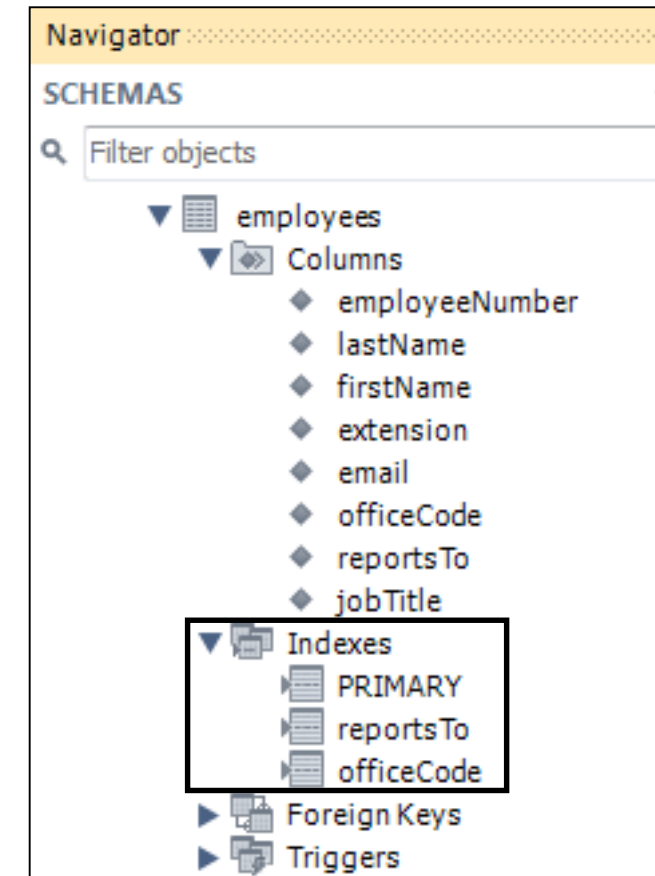 Navigator
SCHEMAS
Filter objects
employees
Columns
employeeNumber
lastName
firstName
extension
email
officeCode
reportsTo
jobTitle
Indexes
PRIMARY
reportsTo
officeCode
Foreign Keys
Triggers